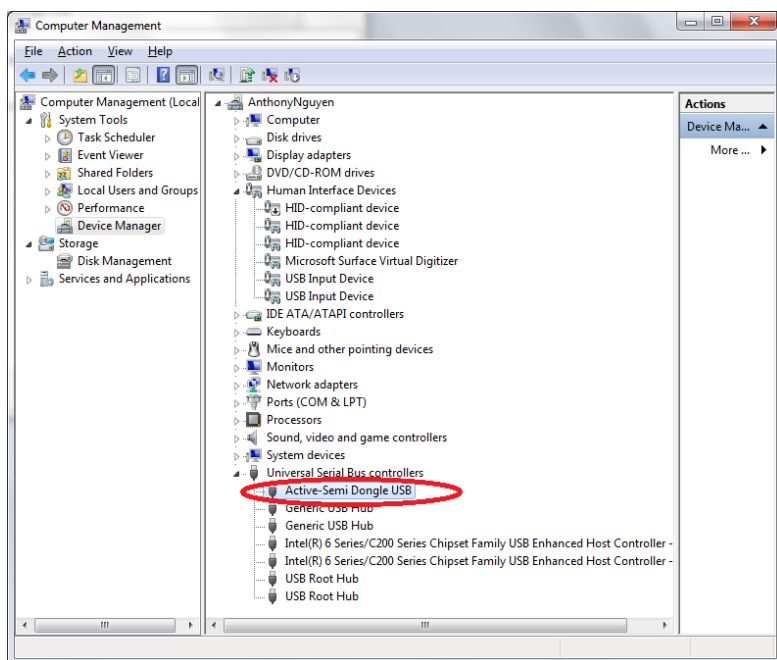 Computer Management
File Action View Help
Computer Management (Local
System Tools
Task Scheduler
Event Viewer
Shared Folders
Local Users and Groups
Performance
Device Manager
Storage
Disk Management
Services and Applications
AnthonyNguyen
Computer
Disk drives
Display adapters
DVD/CD-ROM drives
Human Interface Devices
HID-compliant device
HID-compliant device
HID-compliant device
Microsoft Surface Virtual Digitizer
USB Input Device
USB Input Device
IDE ATA/ATAPI controllers
Keyboards
Mice and other pointing devices
Monitors
Network adapters
Ports (COM & LPT)
Processors
Sound, video and game controllers
System devices
Universal Serial Bus controllers
Active-Semi Dongle USB
Generic USB Hub
Generic USB Hub
Intel(R) 6 Series/C200 Series Chipset Family USB Enhanced Host Controller -
Intel(R) 6 Series/C200 Series Chipset Family USB Enhanced Host Controller -
USB Root Hub
USB Root Hub
Actions
Device Ma...
More ...